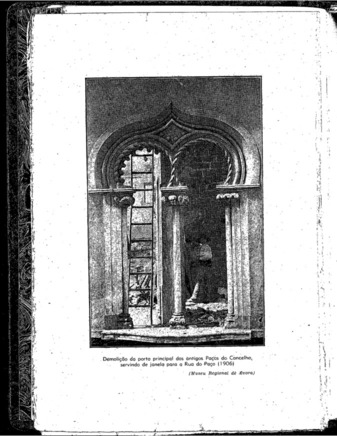 Demolição da porta principal dos antigos Paços do Concelho,
servindo de janela para a Rua do Paço (1906)
(Museu Regional de Évora)